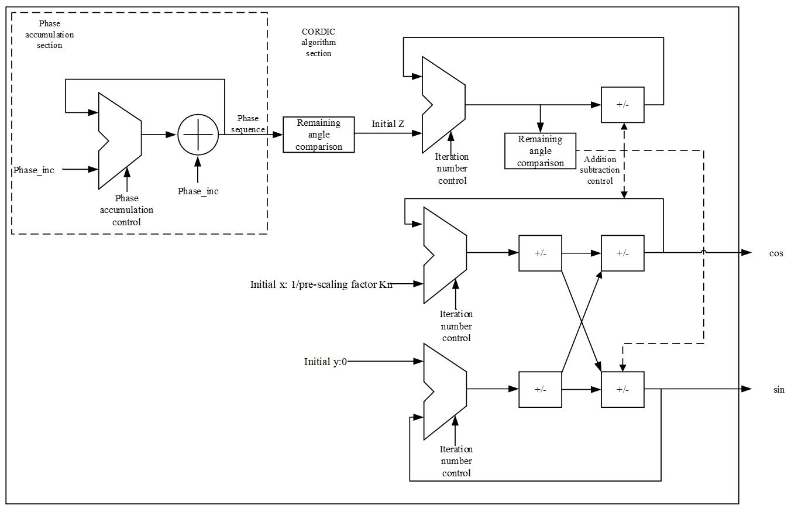 Phase
accumulation
section
CORDIC
algorithm
section
Phase
sequence
Phase_inc
Phase
accumulation
control
Phase_inc
Remaining
angle
comparison
Initial Z
Iteration
number
control
+/-
Remaining
angle
comparison
Addition
subtraction
control
Initial x: 1/pre-scaling factor Kn
Iteration
number
control
+/-
+/-
cos
Initial y:0
Iteration
number
control
+/-
+/-
sin